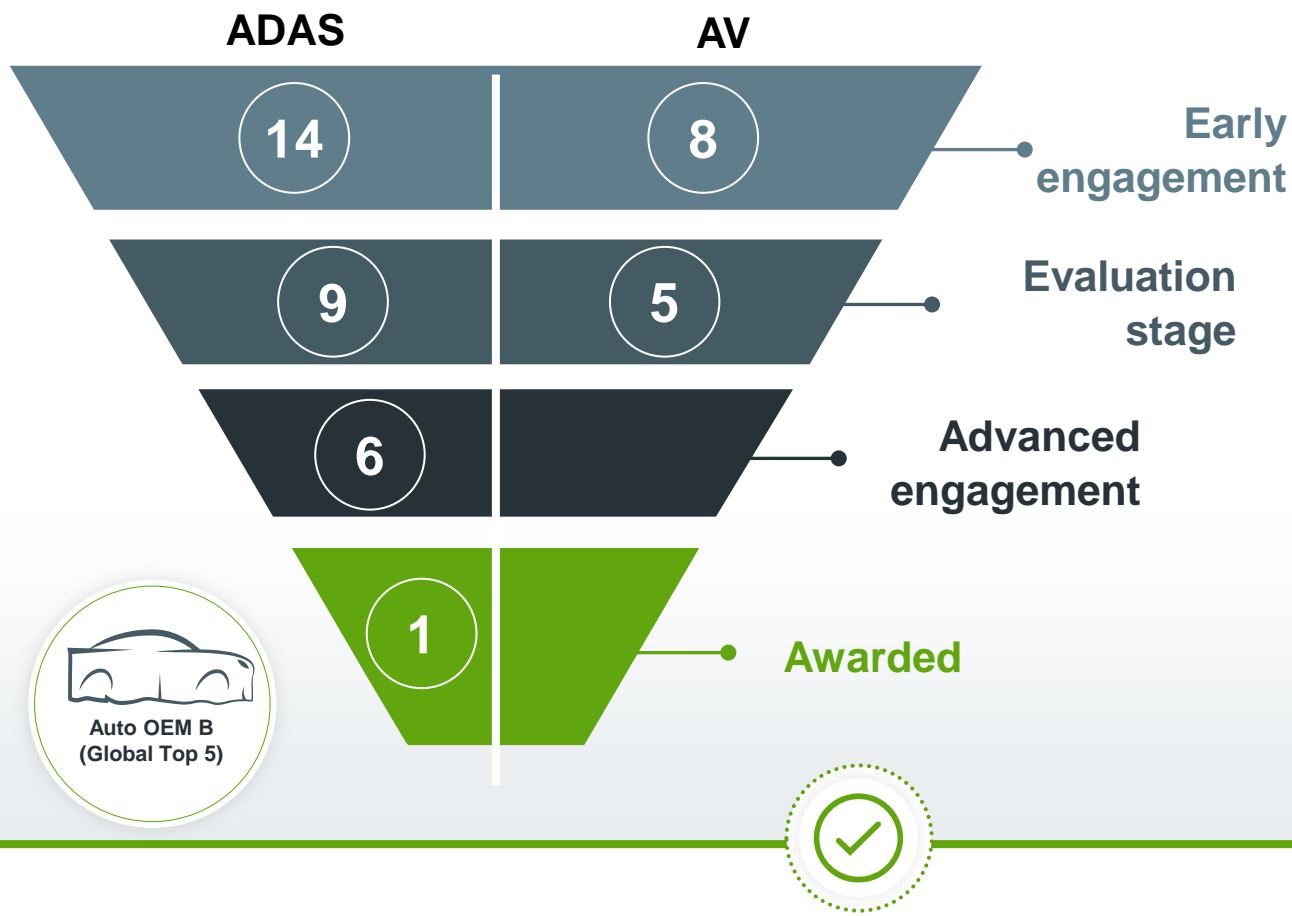 ADAS
AV
14
8
Early
engagement
9
5
Evaluation
stage
6
Advanced
engagement
1
Awarded
Auto OEM B
(Global Top 5)